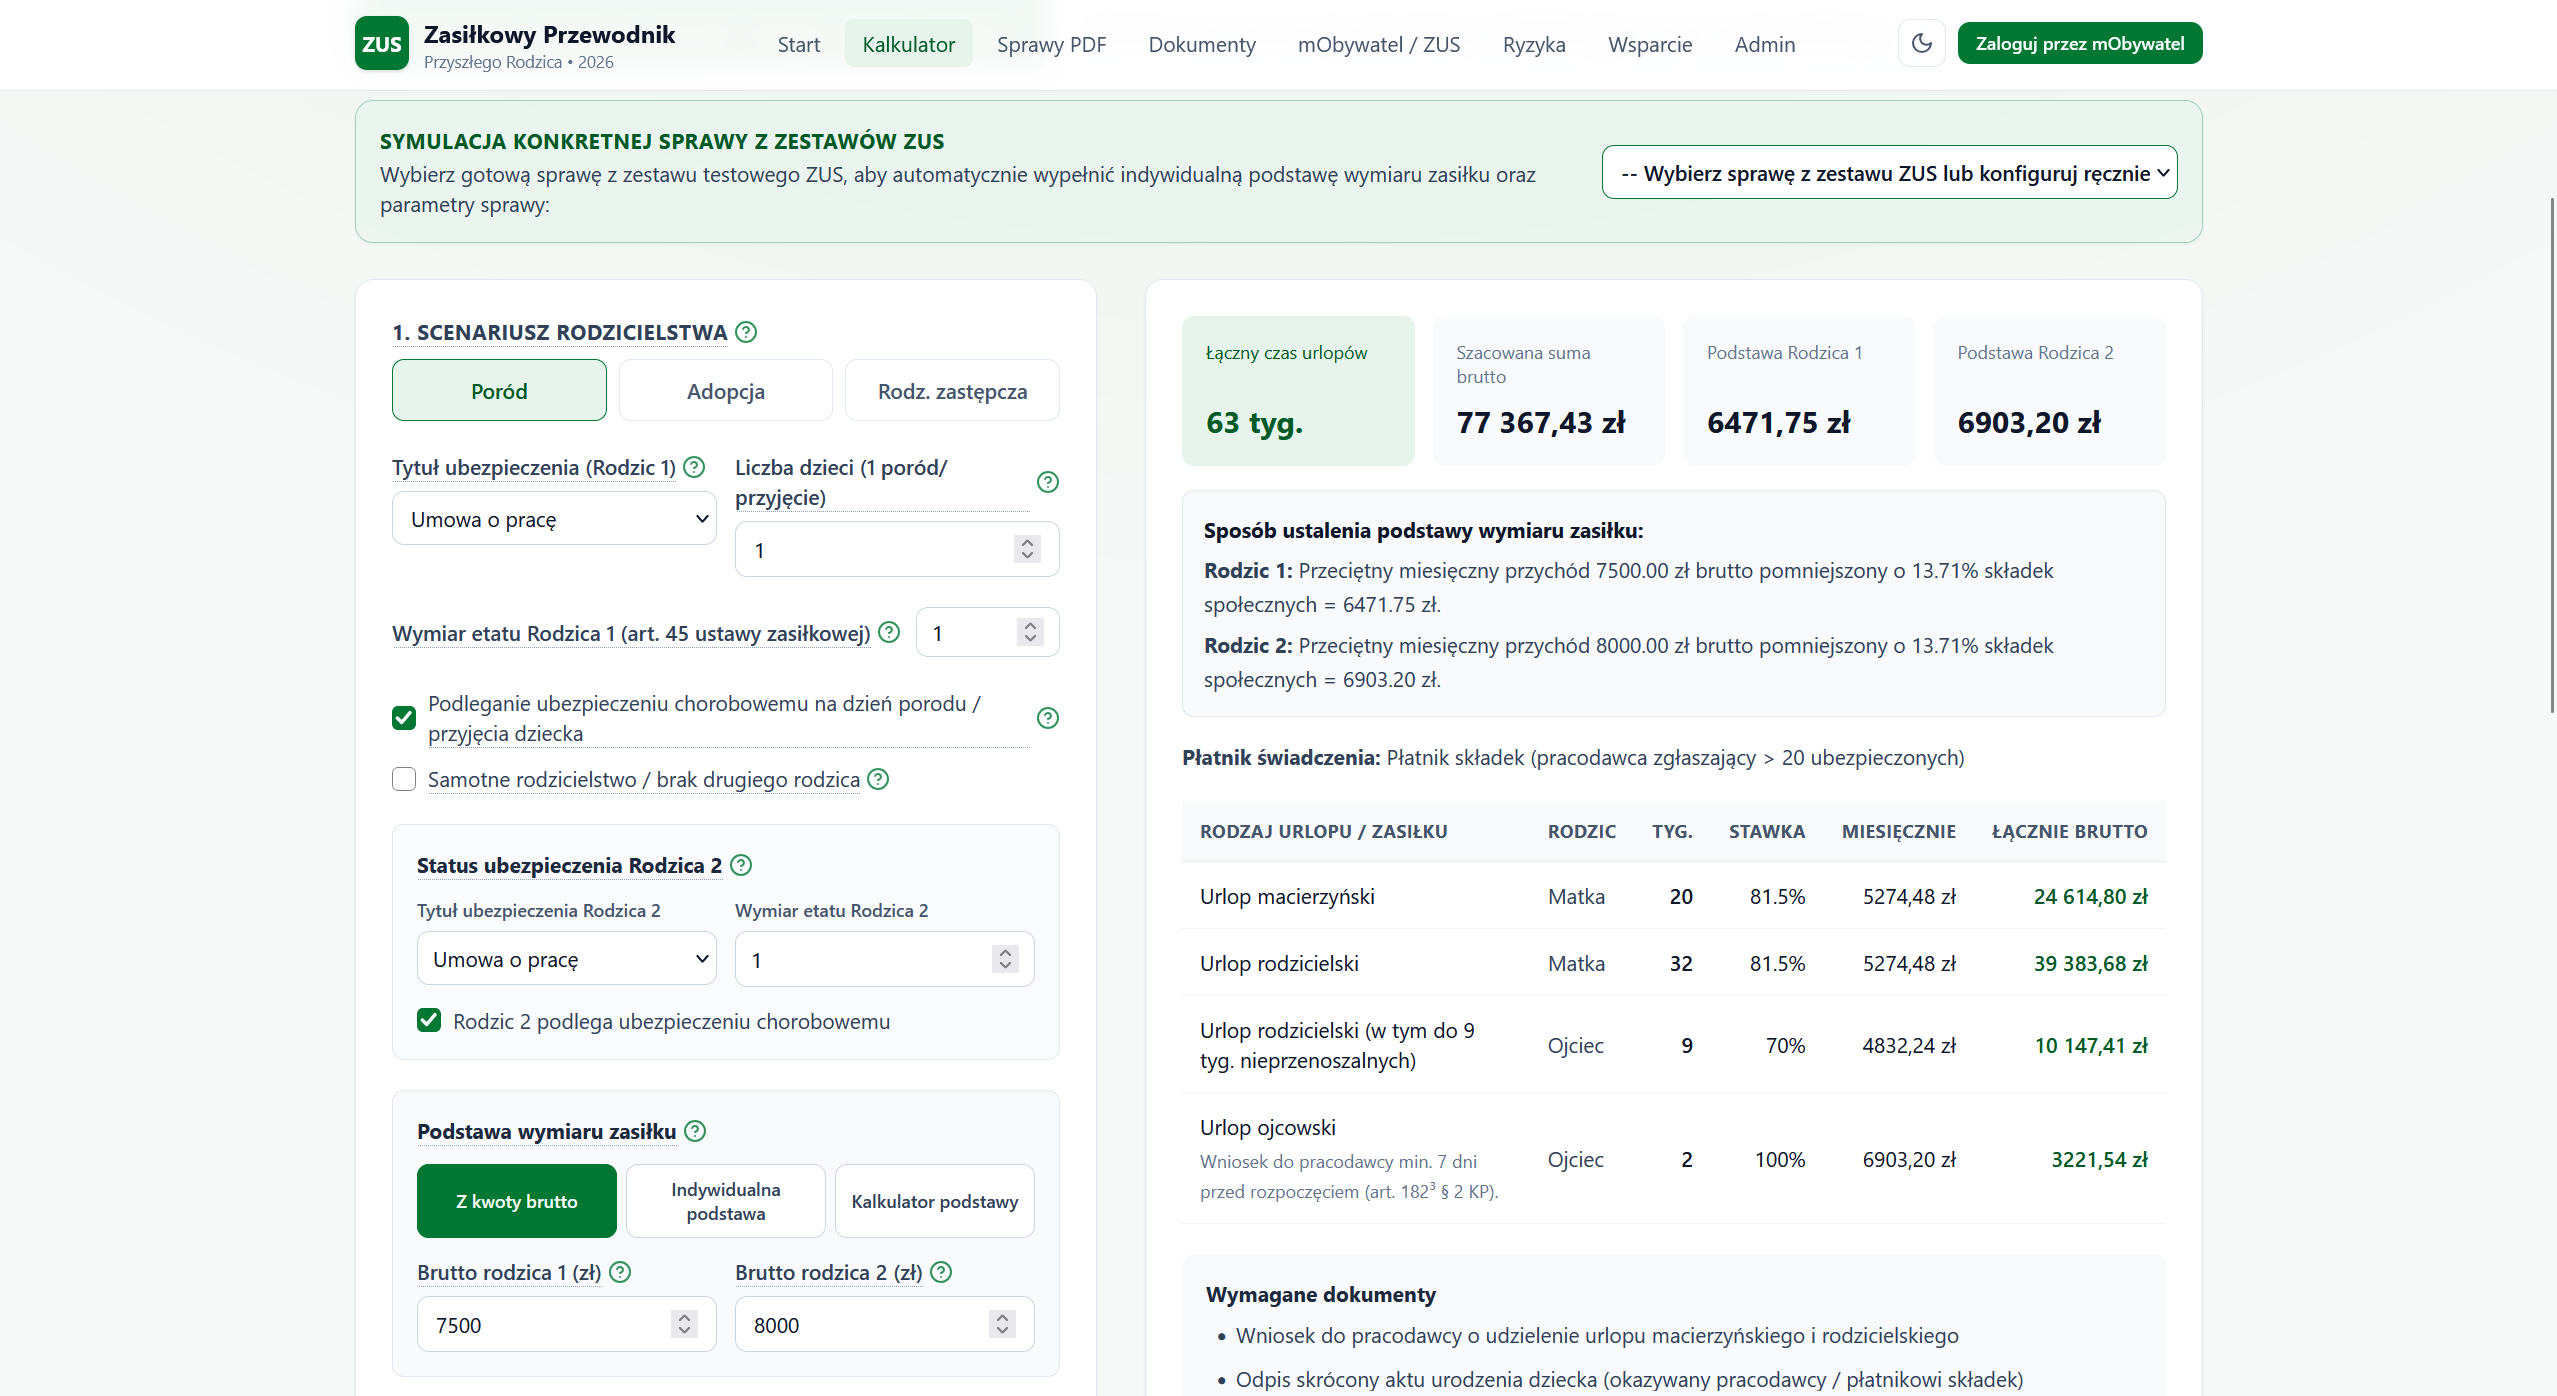 ZUS
Zasiłkowy Przewodnik
Przyszłego Rodzica • 2026
Start
Kalkulator
Sprawy PDF
Dokumenty
mObywatel / ZUS
Ryzyka
Wsparcie
Admin
Zaloguj przez mObywatel
SYMULACJA KONKRETNEJ SPRAWY Z ZESTAWÓW ZUS
Wybierz gotową sprawę z zestawu testowego ZUS, aby automatycznie wypełnić indywidualną podstawę wymiaru zasiłku oraz
parametry sprawy:
-- Wybierz sprawę z zestawu ZUS lub konfiguruj ręcznie
1. SCENARIUSZ RODZICIELSTWA ?
Poród
Adopcja
Rodz. zastępcza
Tytuł ubezpieczenia (Rodzic 1) ?
Umowa o pracę
Liczba dzieci (1 poród/
przyjęcie) ?
1
Wymiar etatu Rodzica 1 (art. 45 ustawy zasiłkowej) ?
1
Podleganie ubezpieczeniu chorobowemu na dzień porodu /
przyjęcia dziecka ?
Samotne rodzicielstwo / brak drugiego rodzica ?
Status ubezpieczenia Rodzica 2 ?
Tytuł ubezpieczenia Rodzica 2
Umowa o pracę
Wymiar etatu Rodzica 2
1
Rodzic 2 podlega ubezpieczeniu chorobowemu
Podstawa wymiaru zasiłku ?
Z kwoty brutto
Indywidualna
podstawa
Kalkulator podstawy
Brutto rodzica 1 (zł) ?
7500
Brutto rodzica 2 (zł) ?
8000
Łączny czas urlopów
63 tyg.
Szacowana suma
brutto
77 367,43 zł
Podstawa Rodzica 1
6471,75 zł
Podstawa Rodzica 2
6903,20 zł
Sposób ustalenia podstawy wymiaru zasiłku:
Rodzic 1: Przeciętny miesięczny przychód 7500.00 zł brutto pomniejszony o 13.71% składek
społecznych = 6471.75 zł.
Rodzic 2: Przeciętny miesięczny przychód 8000.00 zł brutto pomniejszony o 13.71% składek
społecznych = 6903.20 zł.
Płatnik świadczenia: Płatnik składek (pracodawca zgłaszający > 20 ubezpieczonych)
RODZAJ URLOPU / ZASIŁKU RODZIC TYG. STAWKA MIESIĘCZNIE ŁĄCZNIE BRUTTO
Urlop macierzyński Matka 20 81.5% 5274,48 zł 24 614,80 zł
Urlop rodzicielski Matka 32 81.5% 5274,48 zł 39 383,68 zł
Urlop rodzicielski (w tym do 9
tyg. nieprzenoszalnych) Ojciec 9 70% 4832,24 zł 10 147,41 zł
Urlop ojcowski
Wniosek do pracodawcy min. 7 dni
przed rozpoczęciem (art. 182³ § 2 KP). Ojciec 2 100% 6903,20 zł 3221,54 zł
Wymagane dokumenty
• Wniosek do pracodawcy o udzielenie urlopu macierzyńskiego i rodzicielskiego
• Odpis skrócony aktu urodzenia dziecka (okazywany pracodawcy / płatnikowi składek)